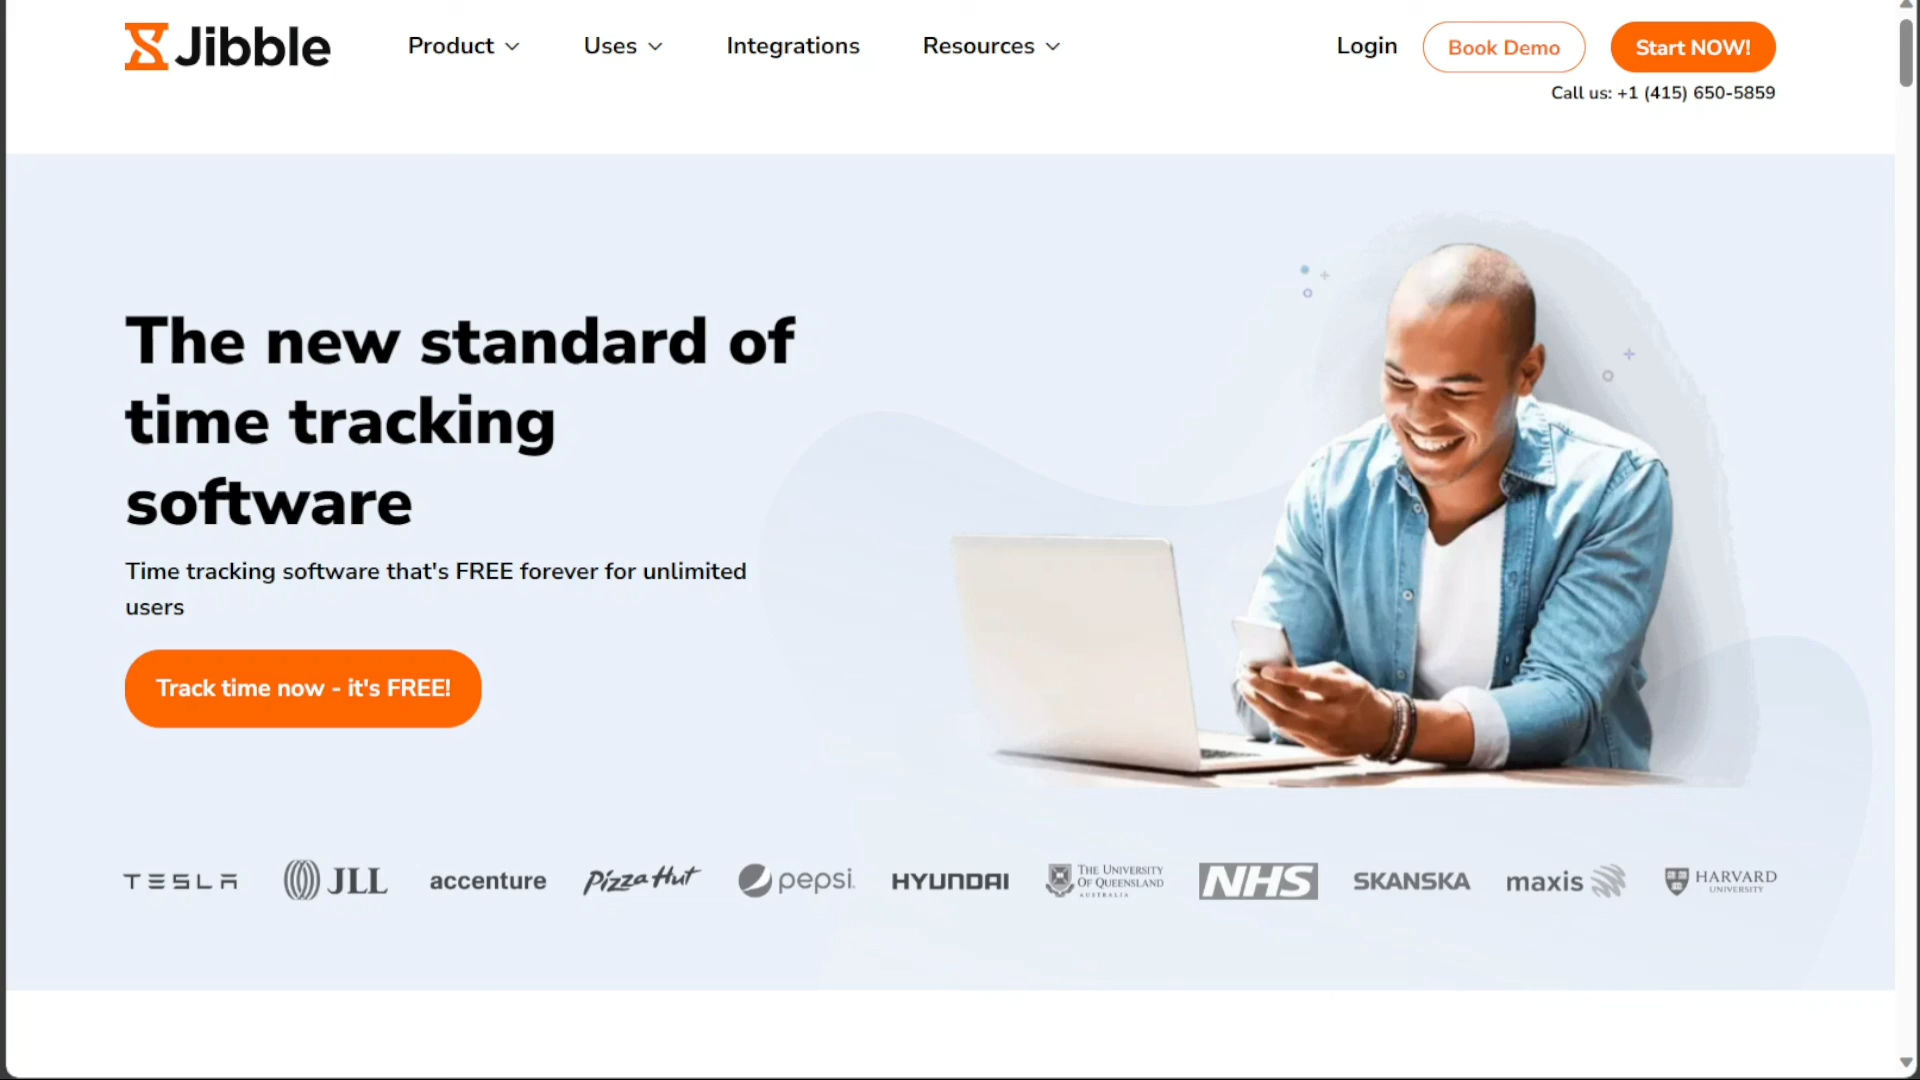 Jibble
Product
Uses
Integrations
Resources
Login
Book Demo
Start NOW!
Call us: +1 (415) 650-5859
The new standard of
time tracking
software
Time tracking software that's FREE forever for unlimited
users
Track time now - it's FREE!
TESLA
JLL
accenture
Pizza Hut
pepsi.
HYUNDAI
THE UNIVERSITY
OF QUEENSLAND
AUSTRALIA
NHS
SKANSKA
maxis
HARVARD
UNIVERSITY